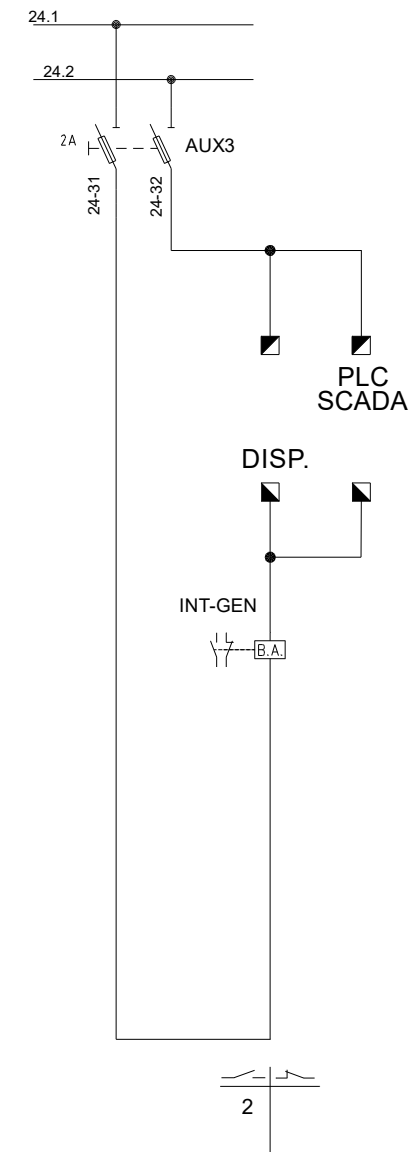 24.1
24.2
2A
AUX3
24-31
24-32
PLC
SCADA
DISP.
INT-GEN
B.A.
2